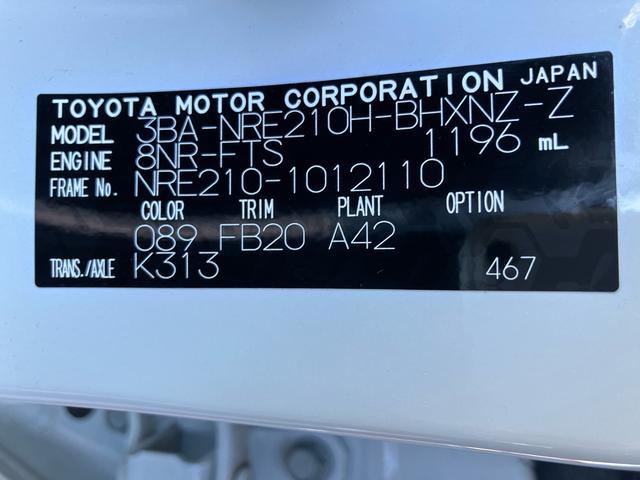 TOYOTA MOTOR CORPORATION JAPAN
MODEL 3BA-NRE210H-BHXNZ-Z
ENGINE 8NR-FTS 1196 mL
FRAME No. NRE210-1012110
COLOR TRIM PLANT OPTION
089 FB20 A42
TRANS./AXLE K313 467